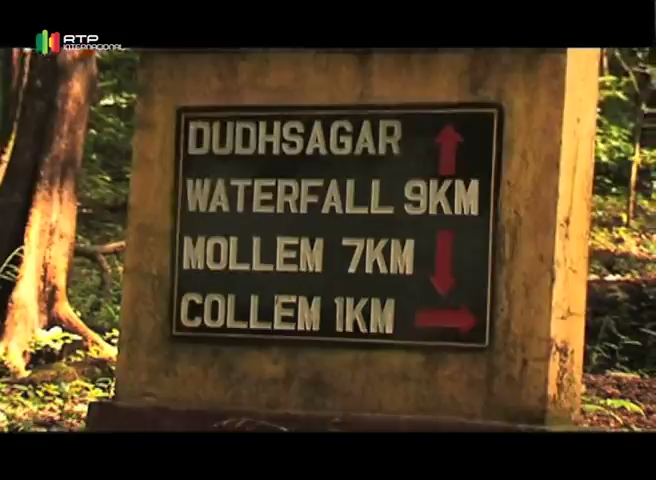 RTP
INTERNACIONAL
DUDHSAGAR
WATERFALL 9KM
MOLLEM 7KM
COLLEM 1KM